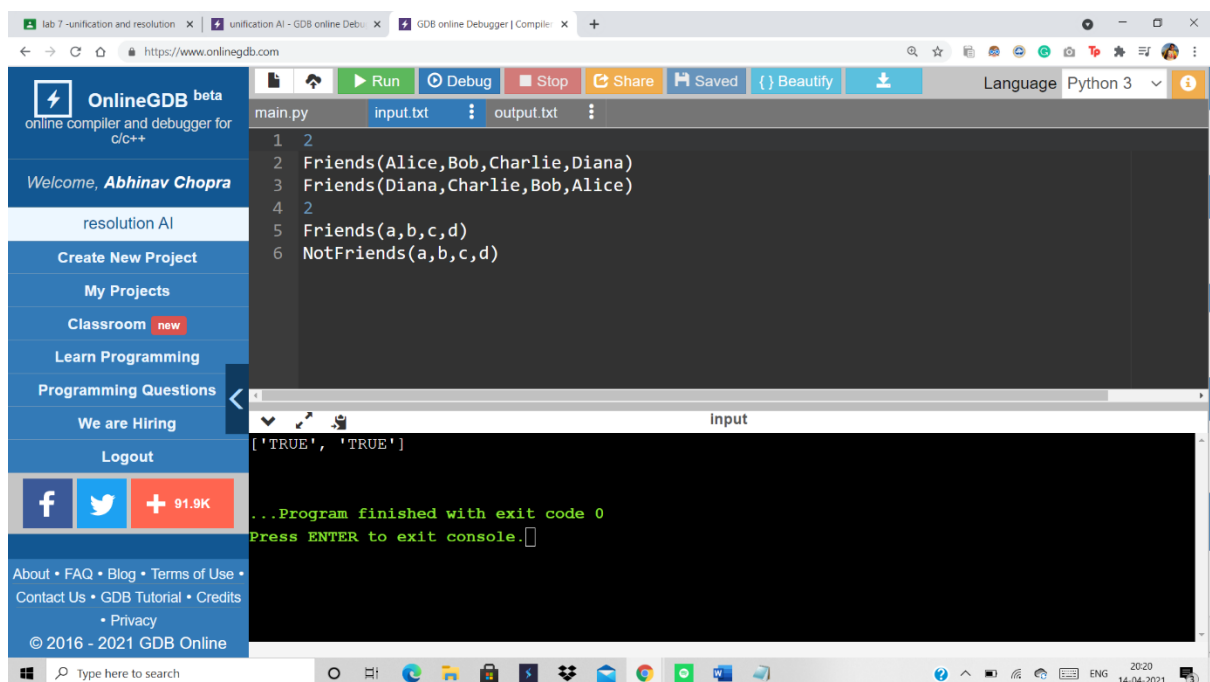 lab 7 -unification and resolution
unification AI - GDB online Debu
GDB online Debugger | Compiler
https://www.onlinegdb.com
OnlineGDB beta
online compiler and debugger for
c/c++
Welcome, Abhinav Chopra
resolution AI
Create New Project
My Projects
Classroom new
Learn Programming
Programming Questions
We are Hiring
Logout
91.9K
About • FAQ • Blog • Terms of Use •
Contact Us • GDB Tutorial • Credits
• Privacy
© 2016 - 2021 GDB Online
Run Debug Stop Share Saved { } Beautify
Language Python 3
main.py input.txt output.txt
1 2
2 Friends(Alice,Bob,Charlie,Diana)
3 Friends(Diana,Charlie,Bob,Alice)
4 2
5 Friends(a,b,c,d)
6 NotFriends(a,b,c,d)
input
['TRUE', 'TRUE']
...Program finished with exit code 0
Press ENTER to exit console.
Type here to search
ENG
20:20
14-04-2021